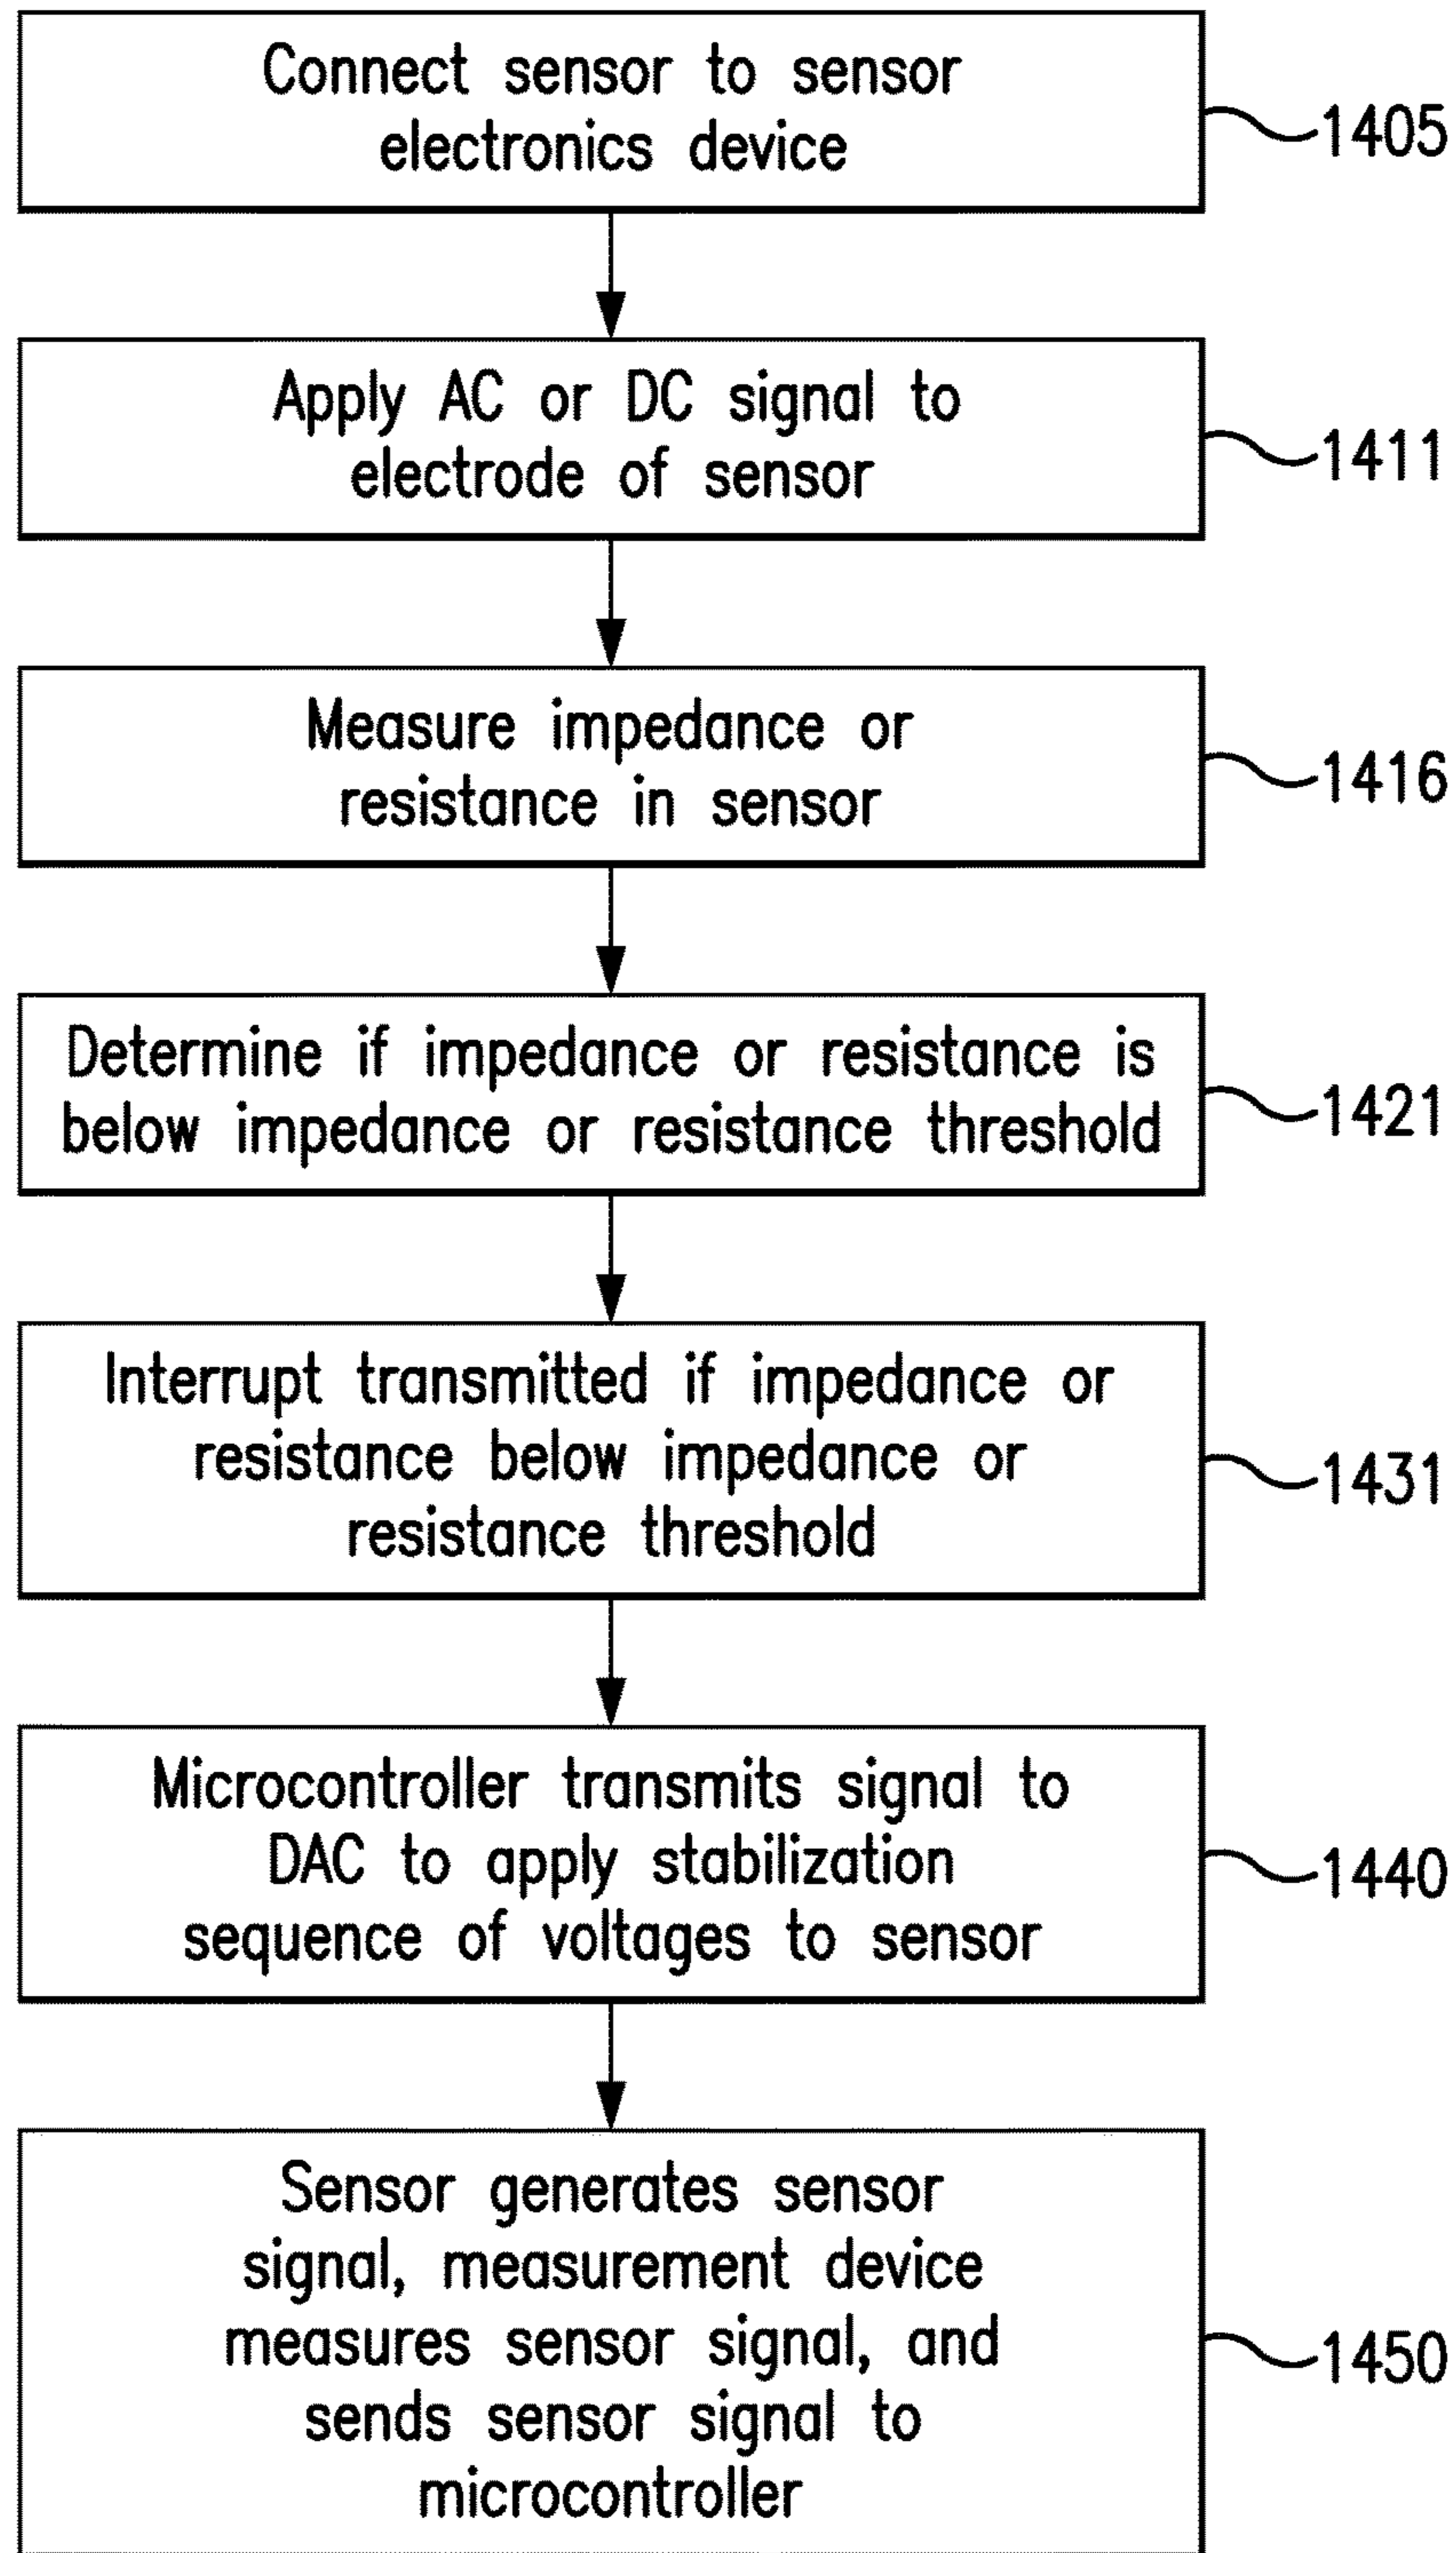 Connect sensor to sensor
electronics device
1405
Apply AC or DC signal to
electrode of sensor
1411
Measure impedance or
resistance in sensor
1416
Determine if impedance or resistance is
below impedance or resistance threshold
1421
Interrupt transmitted if impedance or
resistance below impedance or
resistance threshold
1431
Microcontroller transmits signal to
DAC to apply stabilization
sequence of voltages to sensor
1440
Sensor generates sensor
signal, measurement device
measures sensor signal, and
sends sensor signal to
microcontroller
1450